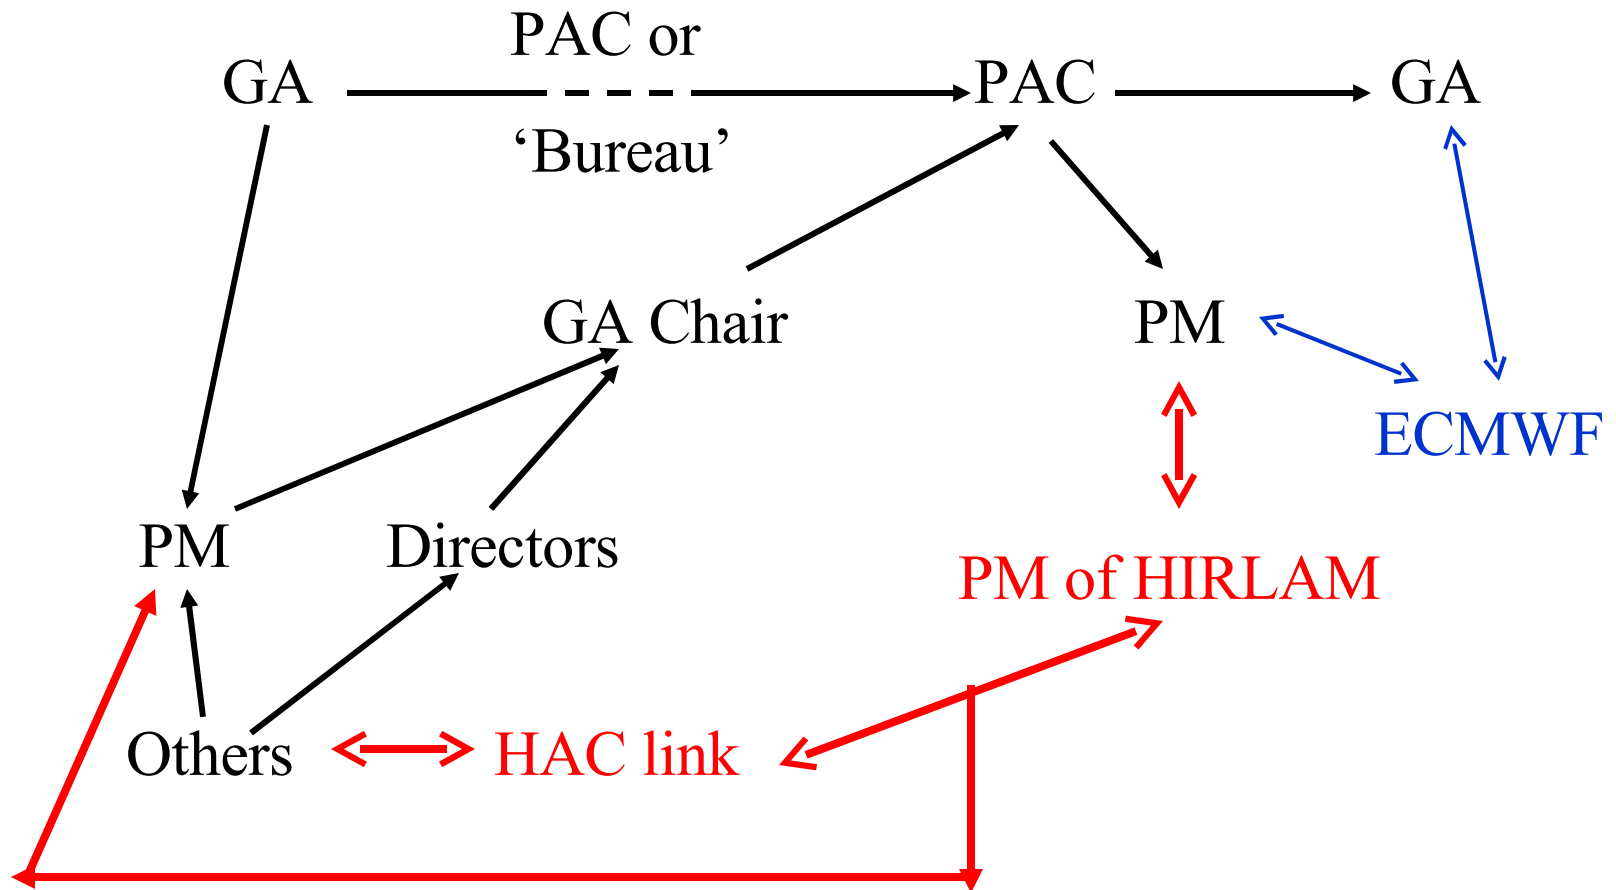 PAC or
GA
PAC
GA
‘Bureau’
GA Chair
PM
ECMWF
PM
Directors
PM of HIRLAM
Others
HAC link